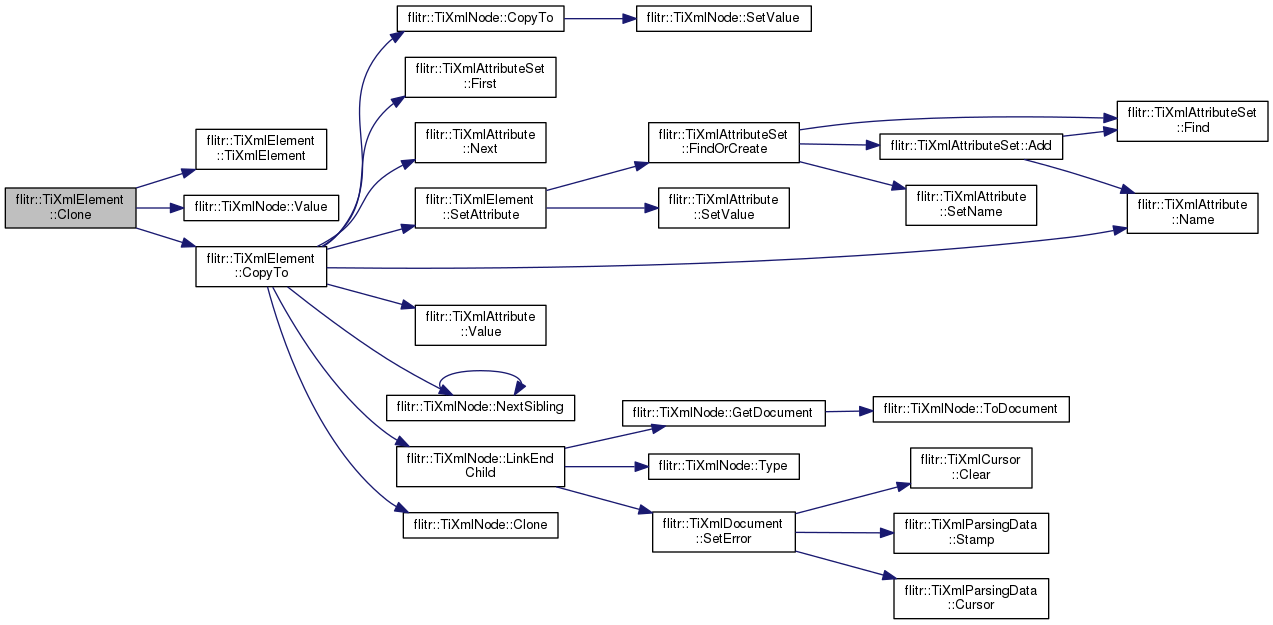 flitr::TiXmlNode::CopyTo
flitr::TiXmlNode::SetValue
flitr::TiXmlAttributeSet
::First
flitr::TiXmlElement
::TiXmlElement
flitr::TiXmlAttribute
::Next
flitr::TiXmlAttributeSet
::FindOrCreate
flitr::TiXmlAttributeSet::Add
flitr::TiXmlAttributeSet
::Find
flitr::TiXmlElement
::Clone
flitr::TiXmlNode::Value
flitr::TiXmlElement
::SetAttribute
flitr::TiXmlAttribute
::SetValue
flitr::TiXmlAttribute
::SetName
flitr::TiXmlAttribute
::Name
flitr::TiXmlElement
::CopyTo
flitr::TiXmlAttribute
::Value
flitr::TiXmlNode::NextSibling
flitr::TiXmlNode::GetDocument
flitr::TiXmlNode::ToDocument
flitr::TiXmlNode::LinkEnd
Child
flitr::TiXmlNode::Type
flitr::TiXmlCursor
::Clear
flitr::TiXmlNode::Clone
flitr::TiXmlDocument
::SetError
flitr::TiXmlParsingData
::Stamp
flitr::TiXmlParsingData
::Cursor